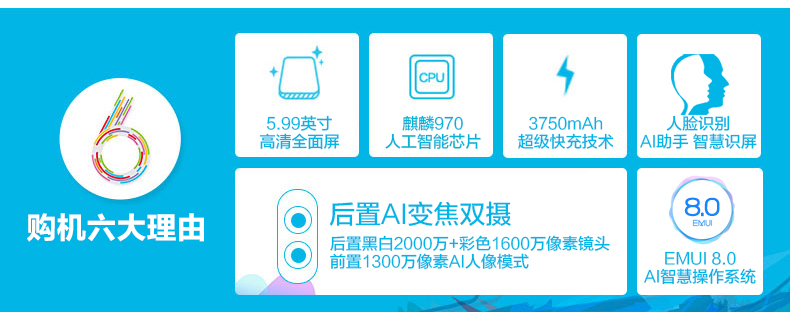 6
购机六大理由
5.99英寸
高清全面屏
CPU
麒麟970
人工智能芯片
3750mAh
超级快充技术
人脸识别
AI助手 智慧识屏
后置AI变焦双摄
后置黑白2000万+彩色1600万像素镜头
前置1300万像素AI人像模式
8.0
EMUI
EMUI 8.0
AI智慧操作系统